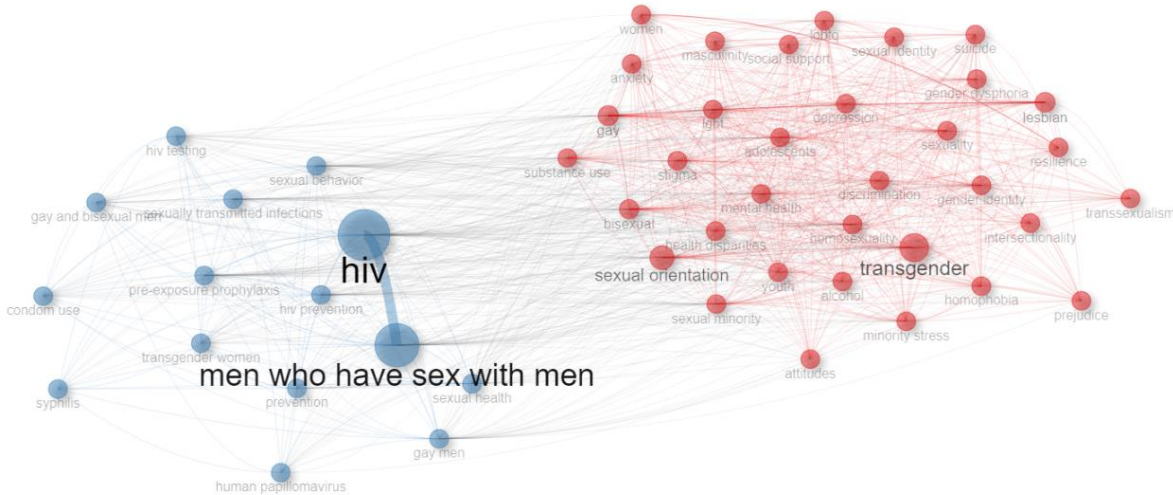 women
lgbtq
masculinity
social support
sexual identity
suicide
anxiety
gender dysphoria
gay
lgbt
depression
lesbian
hiv testing
adolescents
sexuality
resilience
sexual behavior
substance use
stigma
gay and bisexual men
sexually transmitted infections
mental health
discrimination
gender identity
transsexualism
bisexual
health disparities
homosexuality
intersectionality
hiv
sexual orientation
transgender
pre-exposure prophylaxis
hiv prevention
youth
alcohol
homophobia
condom use
sexual minority
minority stress
prejudice
transgender women
men who have sex with men
attitudes
syphilis
prevention
sexual health
gay men
human papillomavirus